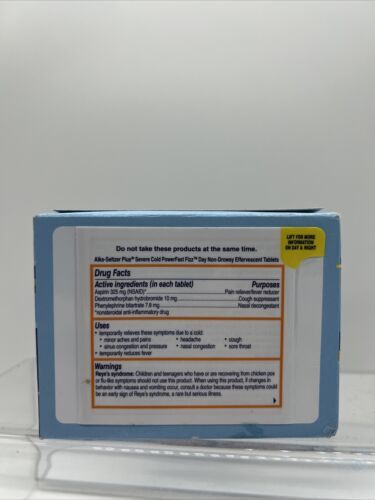 LIFT FOR MORE
INFORMATION
ON DAY & NIGHT
Do not take these products at the same time.
Alka-Seltzer Plus® Severe Cold PowerFast Fizz™ Day Non-Drowsy Effervescent Tablets
Drug Facts
Active ingredients (in each tablet) Purposes
Aspirin 325 mg (NSAID)* Pain reliever/fever reducer
Dextromethorphan hydrobromide 10 mg Cough suppressant
Phenylephrine bitartrate 7.8 mg Nasal decongestant
*nonsteroidal anti-inflammatory drug
Uses
• temporarily relieves these symptoms due to a cold:
• minor aches and pains • headache • cough
• sinus congestion and pressure • nasal congestion • sore throat
• temporarily reduces fever
Warnings
Reye's syndrome: Children and teenagers who have or are recovering from chicken pox
or flu-like symptoms should not use this product. When using this product, if changes in
behavior with nausea and vomiting occur, consult a doctor because these symptoms could
be an early sign of Reye's syndrome, a rare but serious illness.